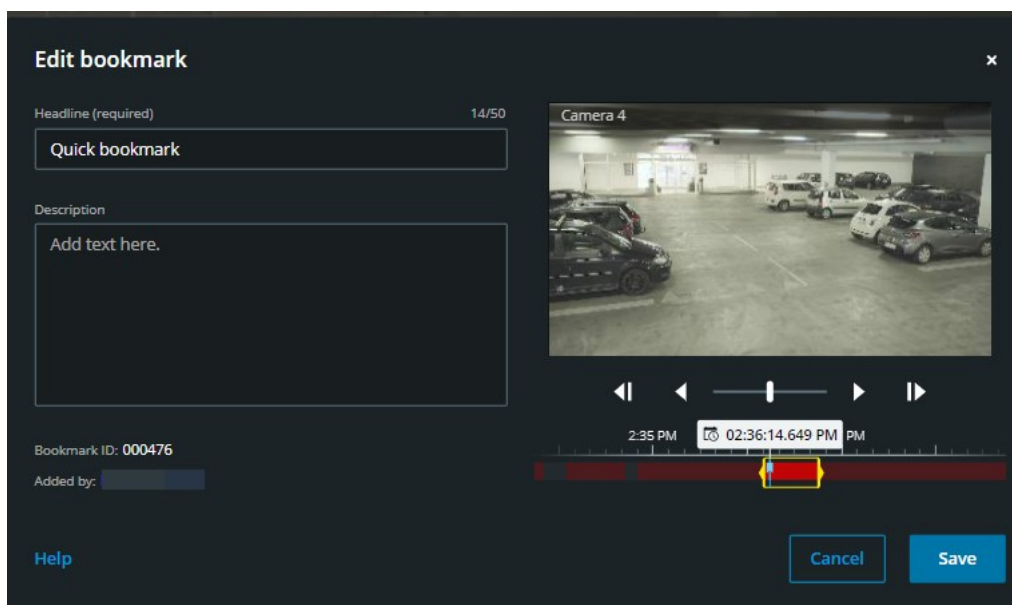 Edit bookmark
Headline (required)
14/50
Quick bookmark
Description
Add text here.
Bookmark ID: 000476
Added by:
Help
Camera 4
2:35 PM
02:36:14.649 PM
PM
Cancel
Save